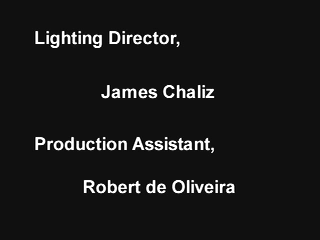 Lighting Director,
James Chaliz
Production Assistant,
Robert de Oliveira